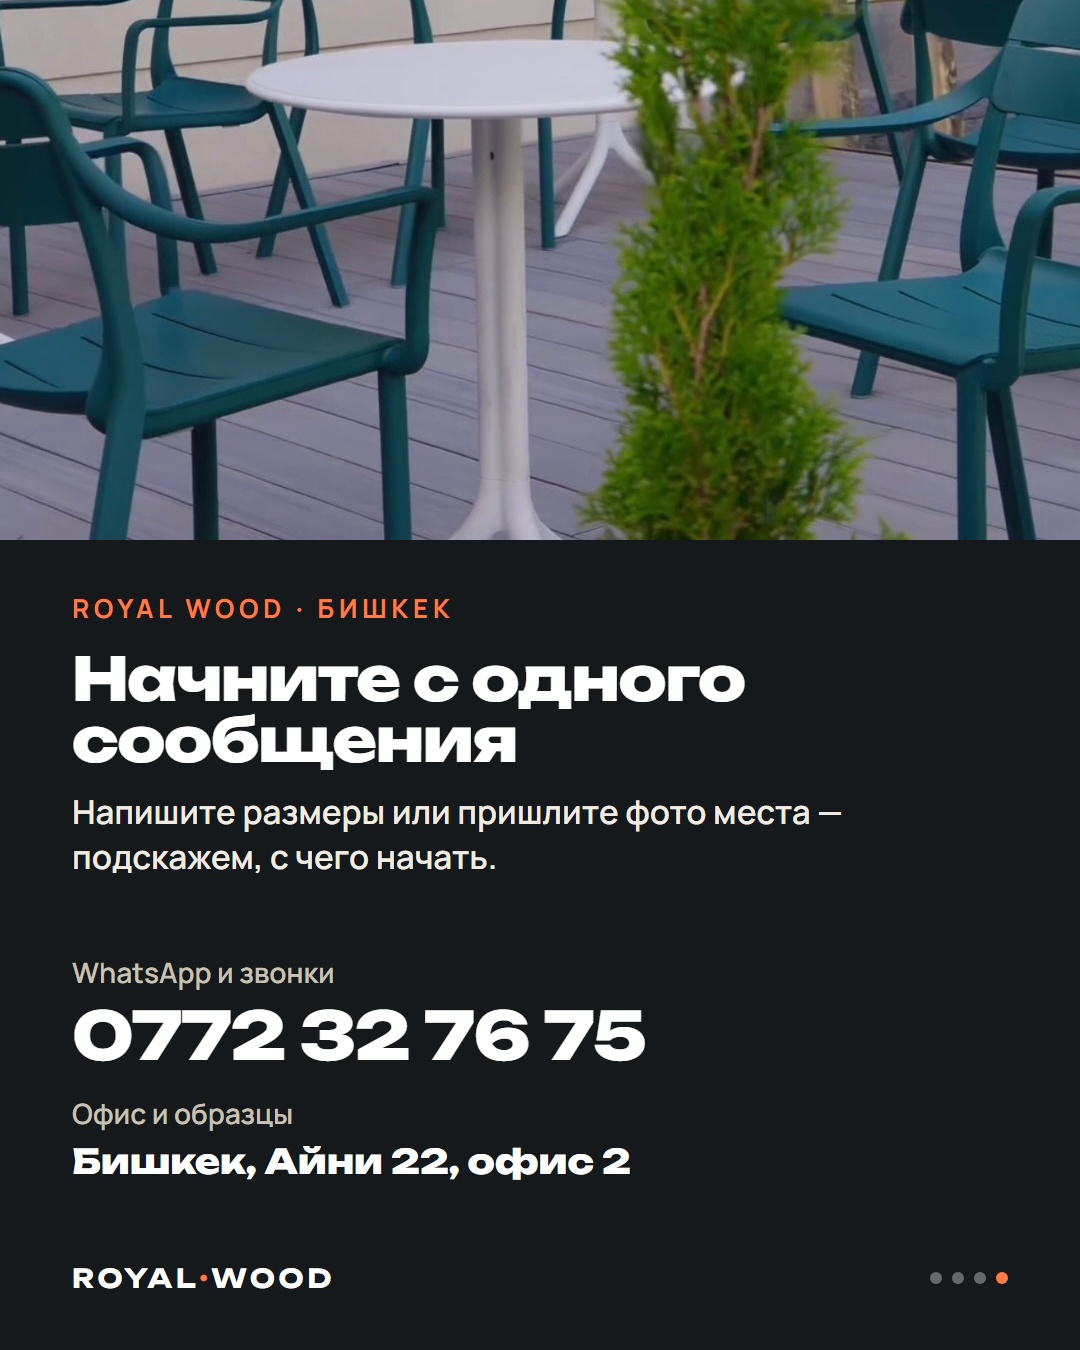 ROYAL WOOD · БИШКЕК
Начните с одного
сообщения
Напишите размеры или пришлите фото места —
подскажем, с чего начать.
WhatsApp и звонки
0772 32 76 75
Офис и образцы
Бишкек, Айни 22, офис 2
ROYAL·WOOD